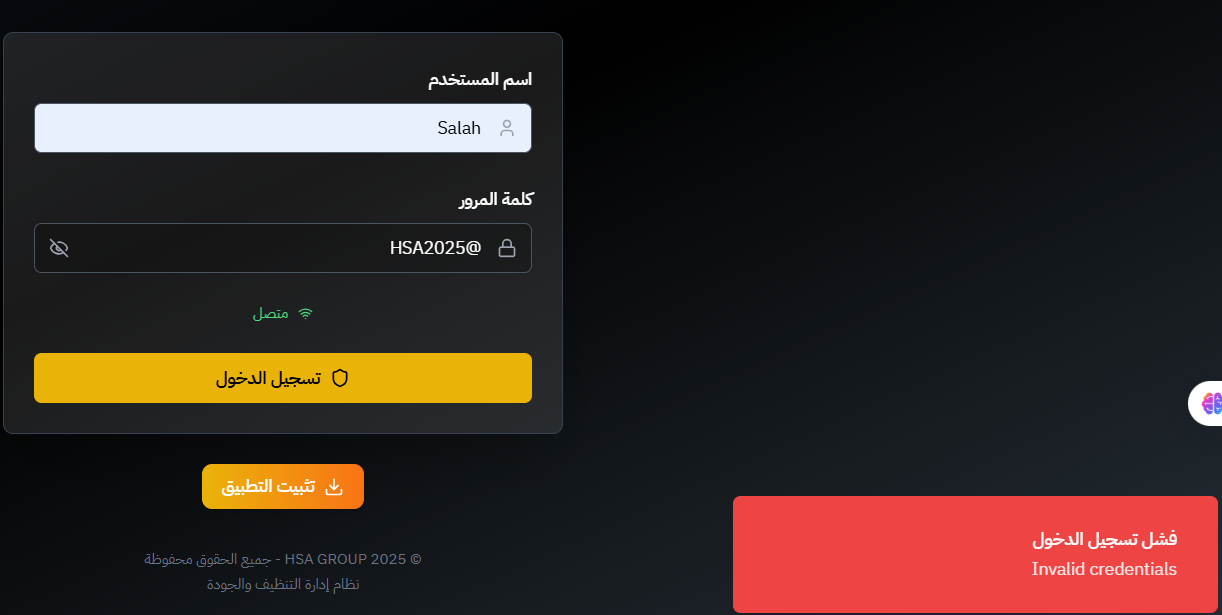 اسم المستخدم
Salah
كلمة المرور
HSA2025@
متصل
تسجيل الدخول
تثبيت التطبيق
© 2025 HSA GROUP - جميع الحقوق محفوظة
نظام إدارة التنظيف والجودة
فشل تسجيل الدخول
Invalid credentials